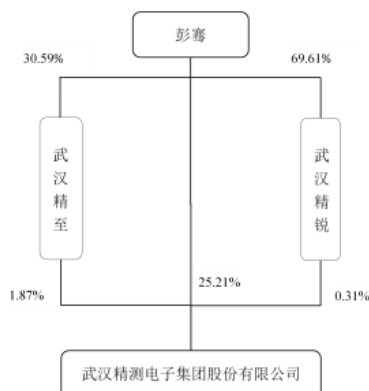 彭骞
30.59%
69.61%
武汉精至
武汉精锐
25.21%
1.87%
0.31%
武汉精测电子集团股份有限公司